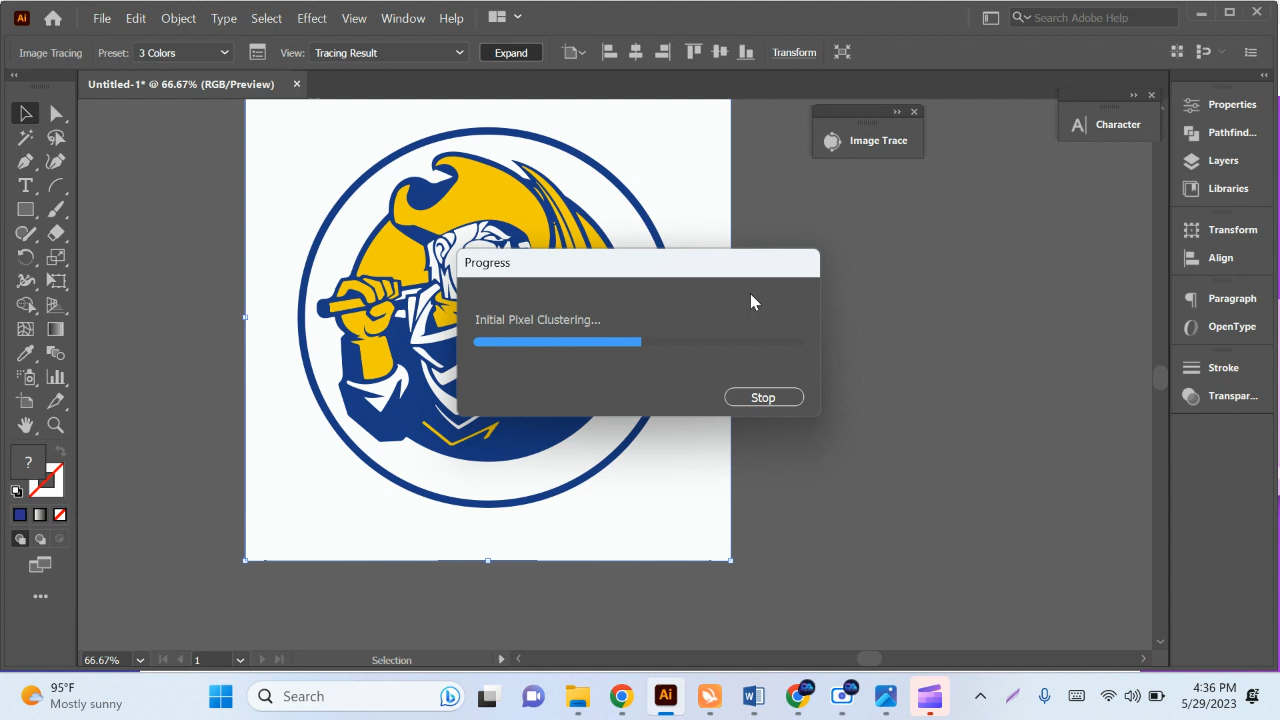 Ai File Edit Object Type Select Effect View Window Help Search Adobe Help
Image Tracing Preset: 3 Colors View: Tracing Result Expand Transform
Untitled-1* @ 66.67% (RGB/Preview)
Image Trace
Character
Properties
Pathfind...
Layers
Libraries
Transform
Align
Paragraph
OpenType
Stroke
Transpar...
Progress
Initial Pixel Clustering...
Stop
?
66.67% 1 Selection
95°F
Mostly sunny
Search
Ai
4:36 PM
5/29/2023